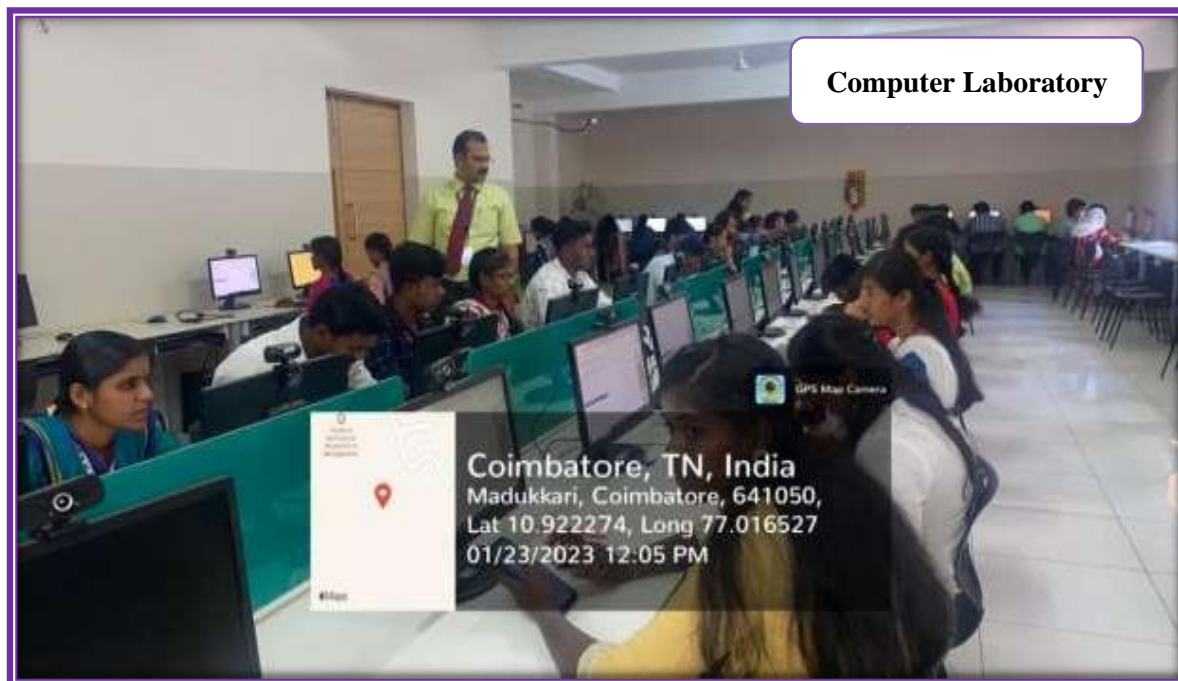 Computer Laboratory
GPS Map Camera
Coimbatore, TN, India
Madukkari, Coimbatore, 641050,
Lat 10.922274, Long 77.016527
01/23/2023 12:05 PM